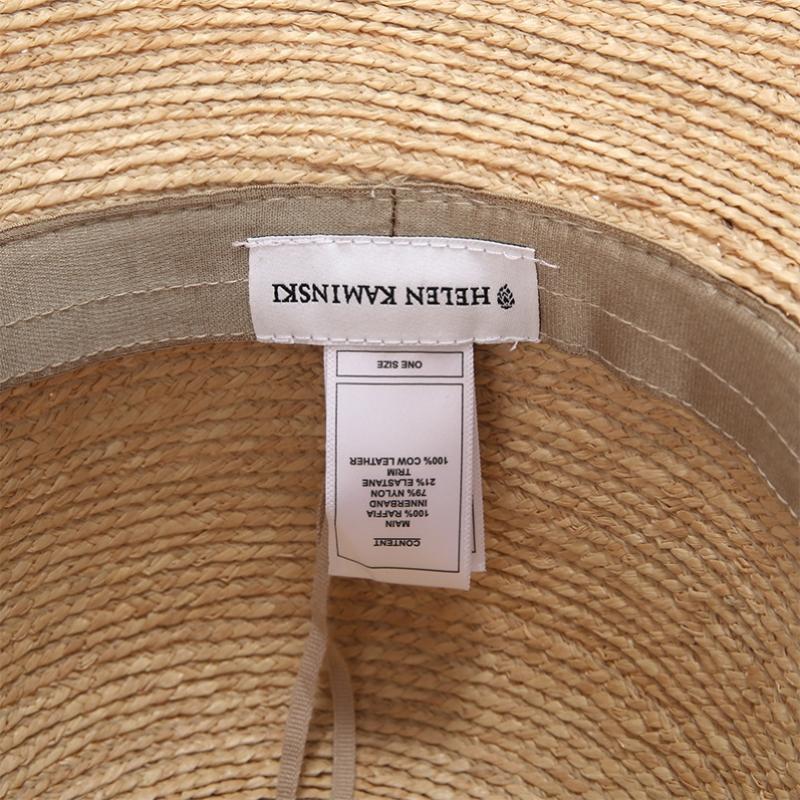 HELEN KAMINSKI
ONE SIZE
CONTENT
MAIN
100% RAFFIA
INNERBAND
79% NYLON
21% ELASTANE
TRIM
100% COW LEATHER